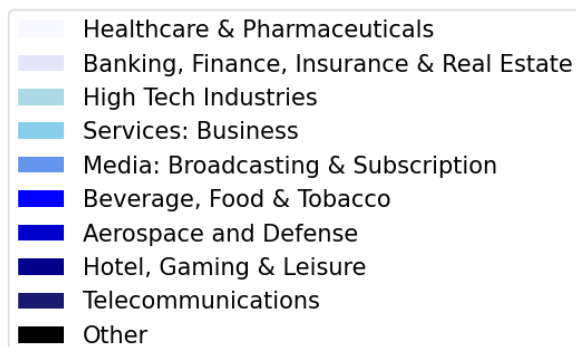 Healthcare & Pharmaceuticals
Banking, Finance, Insurance & Real Estate
High Tech Industries
Services: Business
Media: Broadcasting & Subscription
Beverage, Food & Tobacco
Aerospace and Defense
Hotel, Gaming & Leisure
Telecommunications
Other